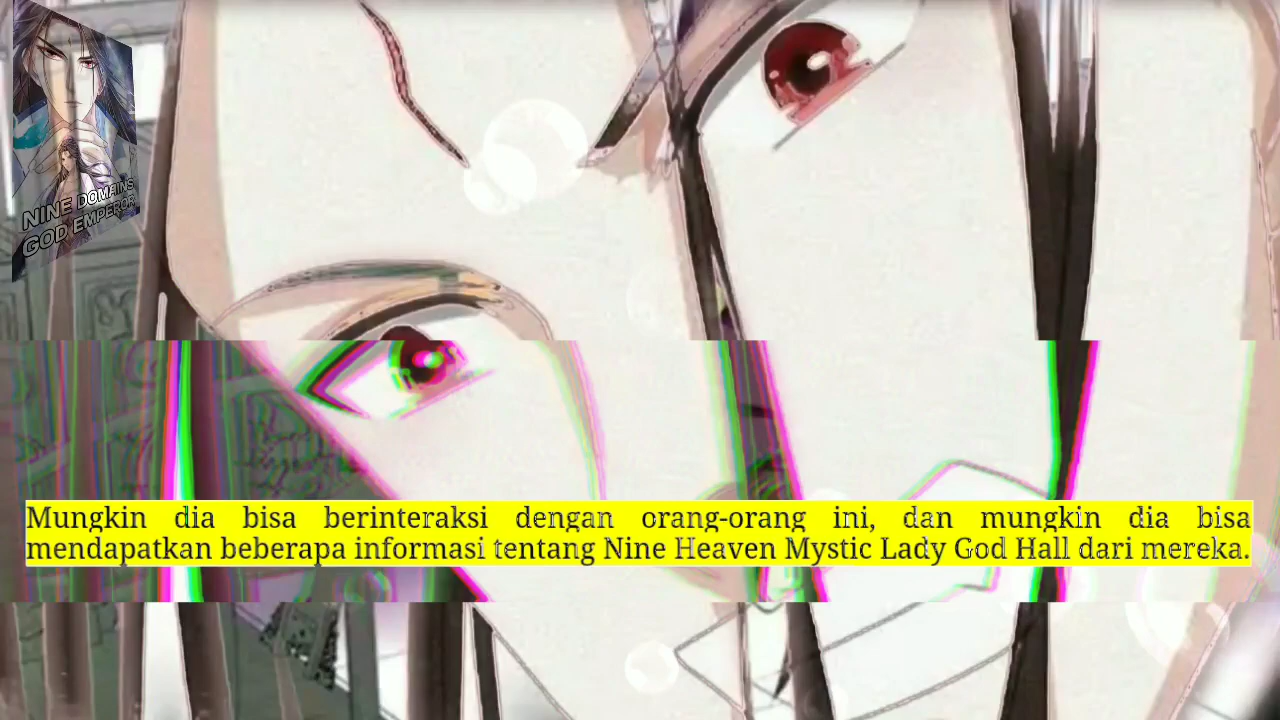 NINE DOMAINS
GOD EMPEROR
Mungkin dia bisa berinteraksi dengan orang-orang ini, dan mungkin dia bisa
mendapatkan beberapa informasi tentang Nine Heaven Mystic Lady God Hall dari mereka.